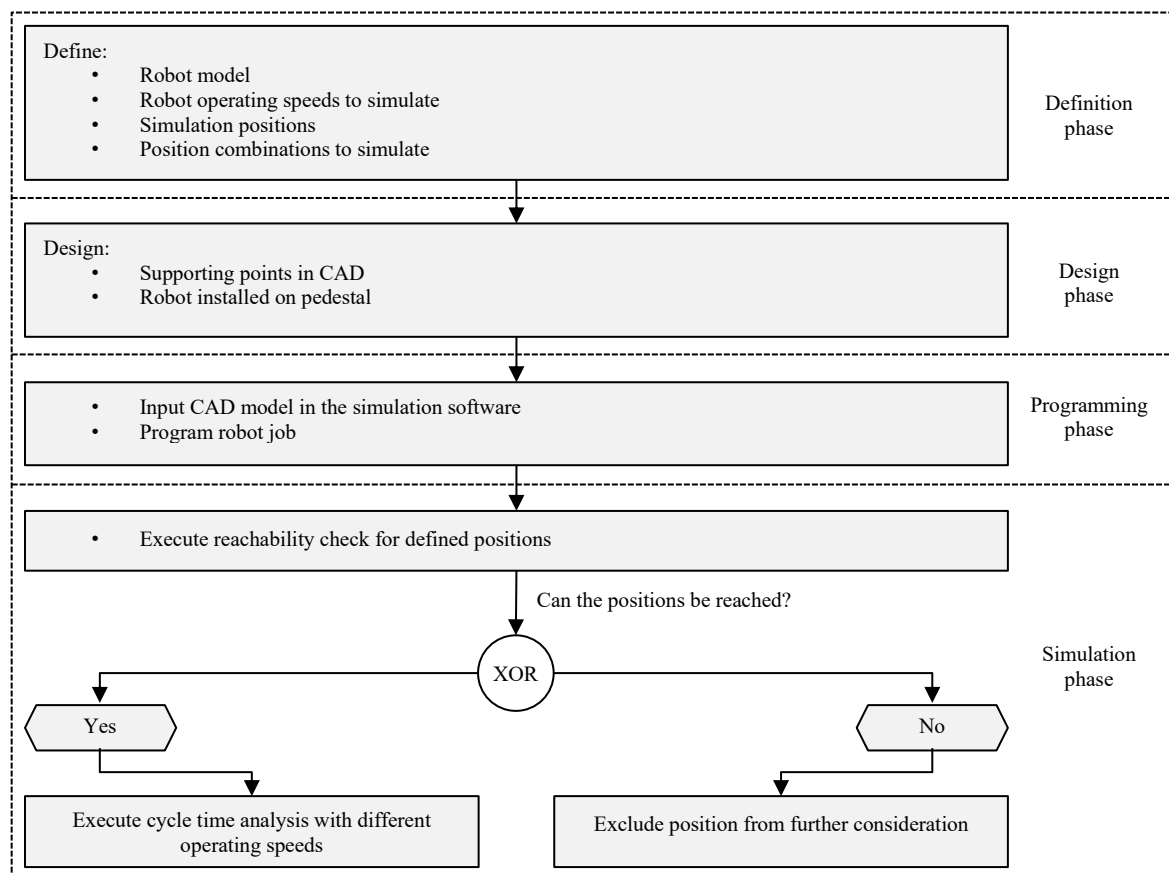 Define:
• Robot model
• Robot operating speeds to simulate
• Simulation positions
• Position combinations to simulate
Definition
phase
Design:
• Supporting points in CAD
• Robot installed on pedestal
Design
phase
• Input CAD model in the simulation software
• Program robot job
Programming
phase
• Execute reachability check for defined positions
Can the positions be reached?
XOR
Simulation
phase
Yes
No
Execute cycle time analysis with different
operating speeds
Exclude position from further consideration